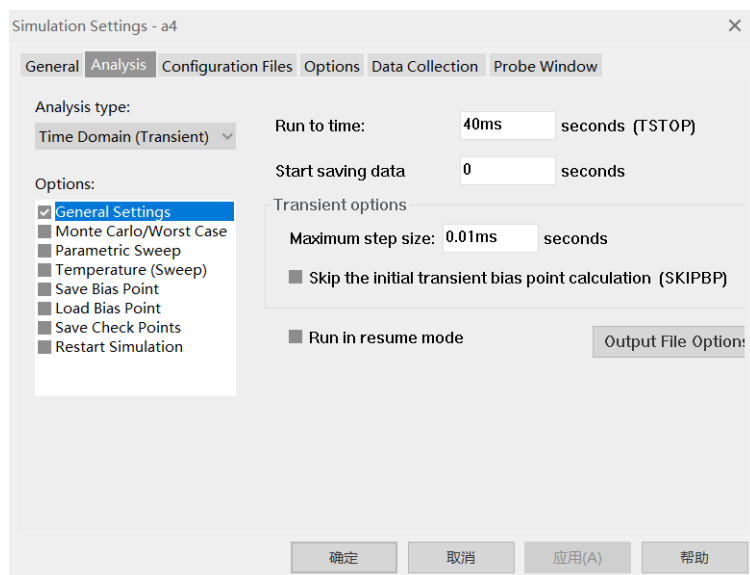 Simulation Settings - a4
General Analysis Configuration Files Options Data Collection Probe Window
Analysis type:
Time Domain (Transient)
Options:
General Settings
Monte Carlo/Worst Case
Parametric Sweep
Temperature (Sweep)
Save Bias Point
Load Bias Point
Save Check Points
Restart Simulation
Run to time: 40ms seconds (TSTOP)
Start saving data 0 seconds
Transient options
Maximum step size: 0.01ms seconds
Skip the initial transient bias point calculation (SKIPBP)
Run in resume mode
Output File Options
确定 取消 应用(A) 帮助